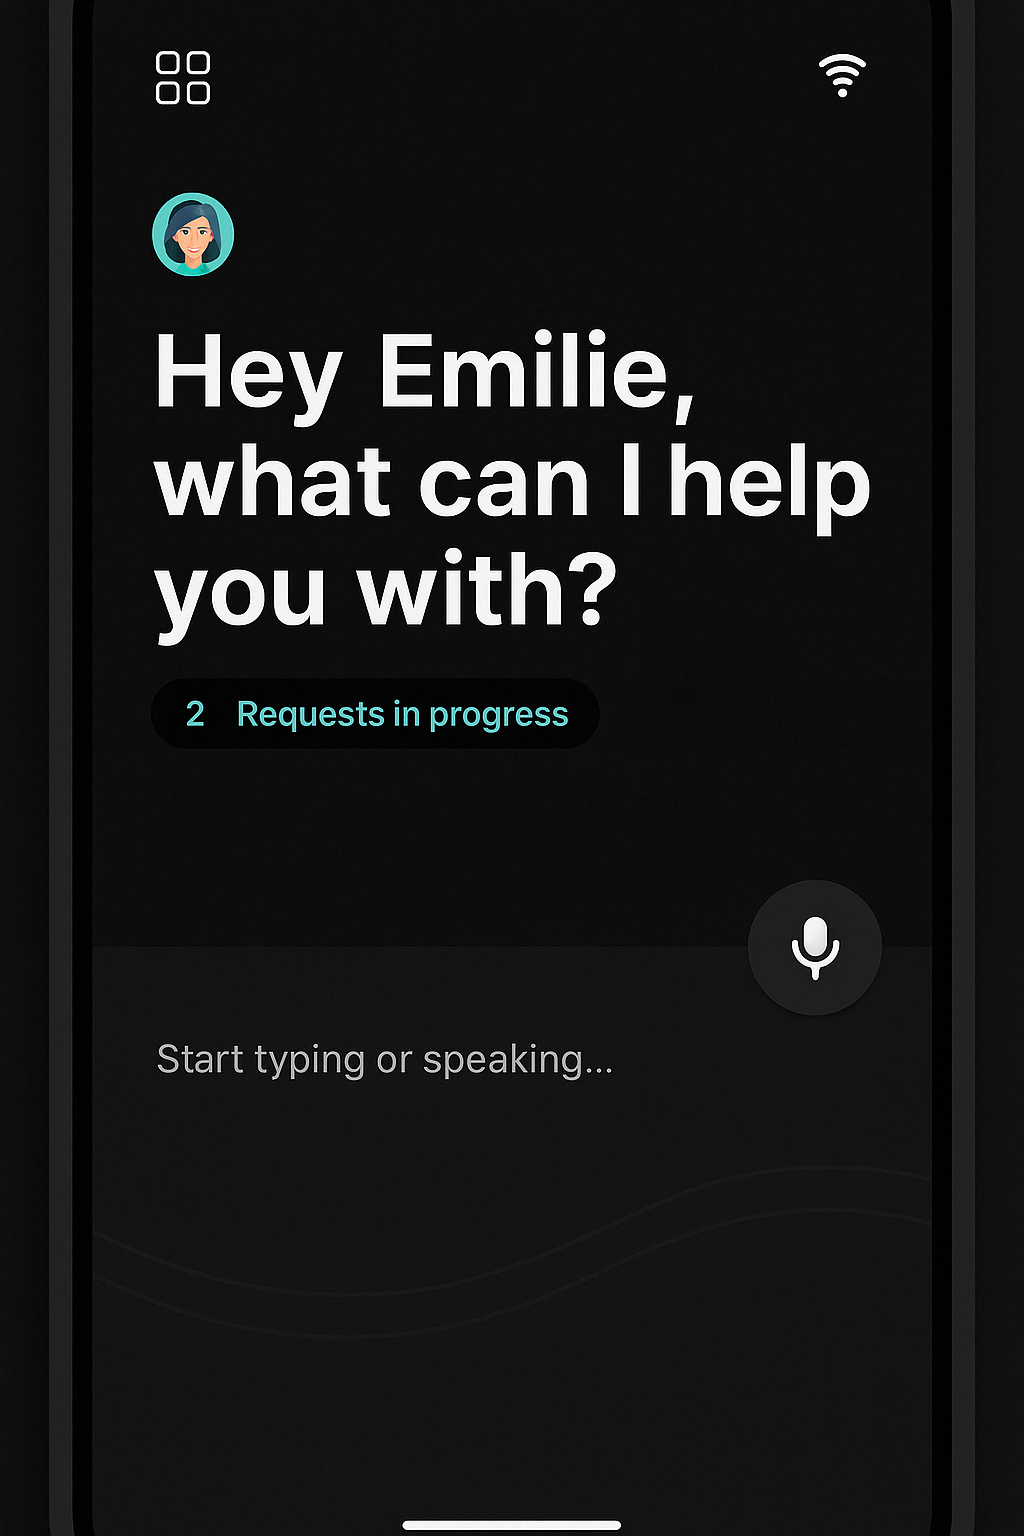 Hey Emilie,
what can I help
you with?
2 Requests in progress
Start typing or speaking...